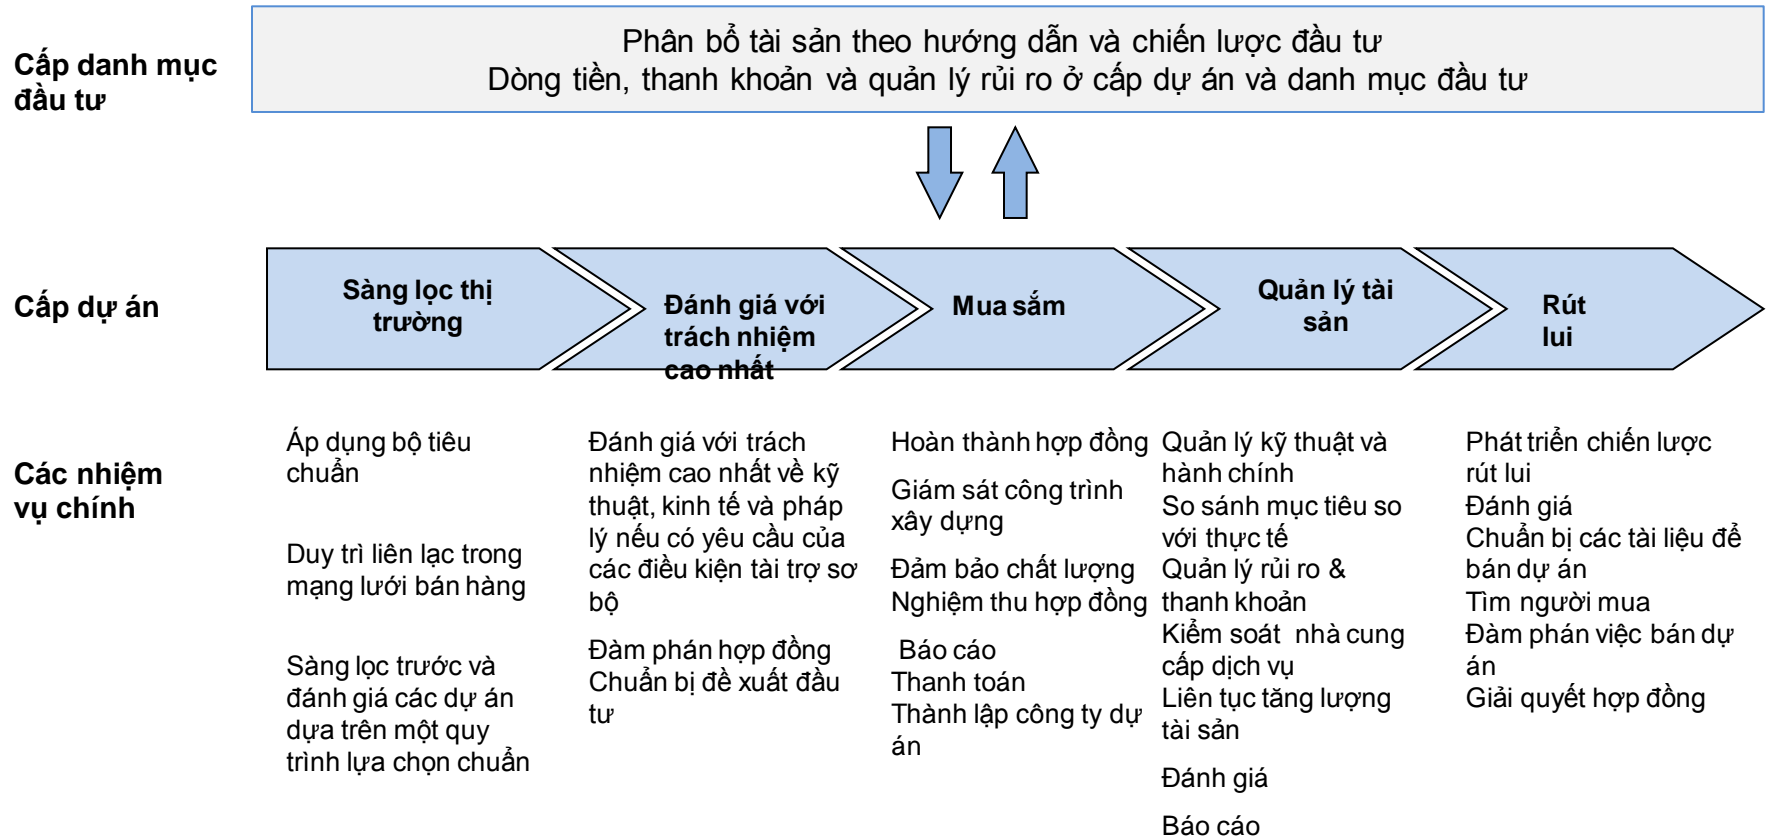 Cấp danh mục
đầu tư
Phân bổ tài sản theo hướng dẫn và chiến lược đầu tư
Dòng tiền, thanh khoản và quản lý rủi ro ở cấp dự án và danh mục đầu tư
Cấp dự án
Sàng lọc thị
trường
Đánh giá với
trách nhiệm
cao nhất
Mua sắm
Quản lý tài
sản
Rút
lui
Các nhiệm
vụ chính
Áp dụng bộ tiêu
chuẩn
Duy trì liên lạc trong
mạng lưới bán hàng
Sàng lọc trước và
đánh giá các dự án
dựa trên một quy
trình lựa chọn chuẩn
Đánh giá với trách
nhiệm cao nhất về kỹ
thuật, kinh tế và pháp
lý nếu có yêu cầu của
các điều kiện tài trợ sơ
bộ
Đàm phán hợp đồng
Chuẩn bị đề xuất đầu
tư
Hoàn thành hợp đồng
Giám sát công trình
xây dựng
Đảm bảo chất lượng
Nghiệm thu hợp đồng
Báo cáo
Thanh toán
Thành lập công ty dự
án
Quản lý kỹ thuật và
hành chính
So sánh mục tiêu so
với thực tế
Quản lý rủi ro &
thanh khoản
Kiểm soát nhà cung
cấp dịch vụ
Liên tục tăng lượng
tài sản
Đánh giá
Báo cáo
Phát triển chiến lược
rút lui
Đánh giá
Chuẩn bị các tài liệu để
bán dự án
Tìm người mua
Đàm phán việc bán dự
án
Giải quyết hợp đồng